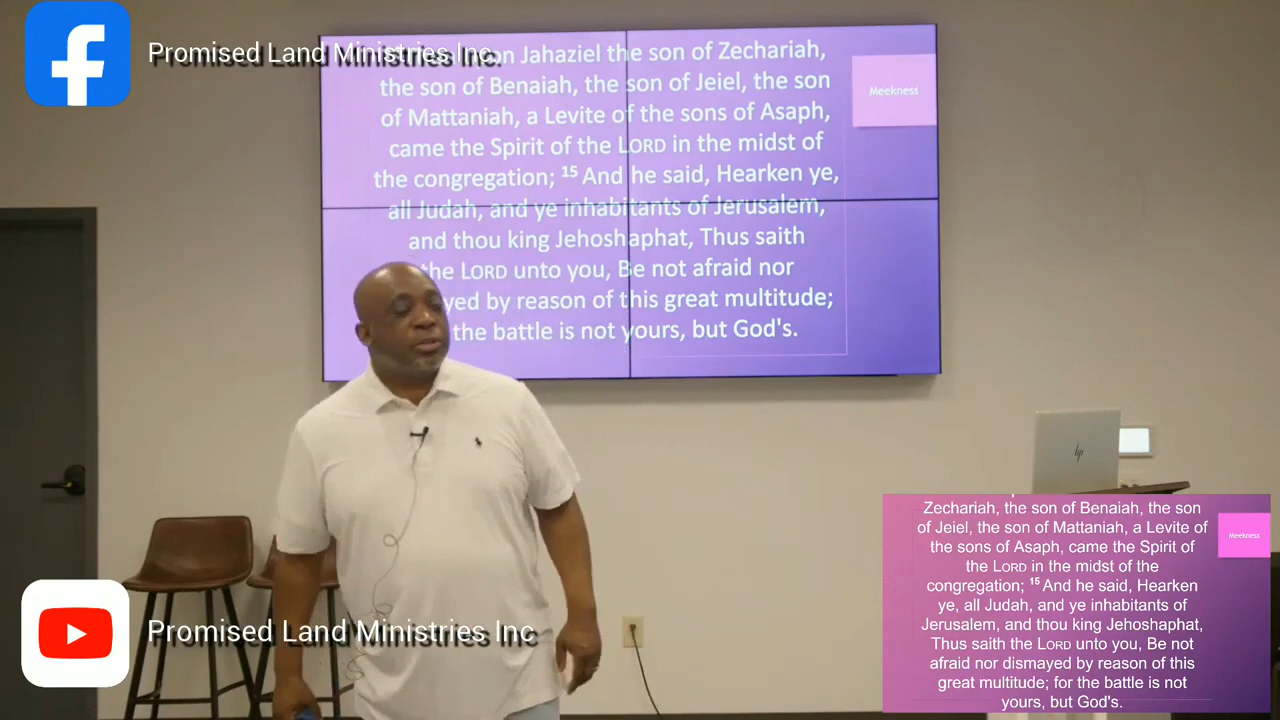 Promised Land Ministries Inc.
on Jahaziel the son of Zechariah,
the son of Benaiah, the son of Jeiel, the son
of Mattaniah, a Levite of the sons of Asaph,
came the Spirit of the LORD in the midst of
the congregation; 15 And he said, Hearken ye,
all Judah, and ye inhabitants of Jerusalem,
and thou king Jehoshaphat, Thus saith
the LORD unto you, Be not afraid nor
yed by reason of this great multitude;
the battle is not yours, but God's.
Meekness
hp
Zechariah, the son of Benaiah, the son
of Jeiel, the son of Mattaniah, a Levite of
the sons of Asaph, came the Spirit of
the LORD in the midst of the
congregation; 15 And he said, Hearken
ye, all Judah, and ye inhabitants of
Jerusalem, and thou king Jehoshaphat,
Thus saith the LORD unto you, Be not
afraid nor dismayed by reason of this
great multitude; for the battle is not
yours, but God's.
Meekness
Promised Land Ministries Inc